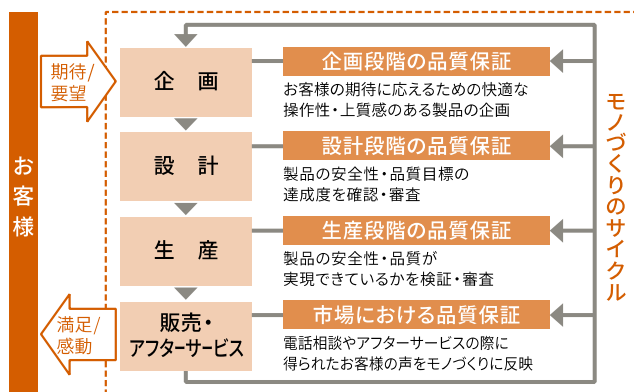 お客様
期待/
要望
企　画
企画段階の品質保証
お客様の期待に応えるための快適な
操作性・上質感のある製品の企画
設　計
設計段階の品質保証
製品の安全性・品質目標の
達成度を確認・審査
生　産
生産段階の品質保証
製品の安全性・品質が
実現できているかを検証・審査
満足/
感動
販売・
アフターサービス
市場における品質保証
電話相談やアフターサービスの際に
得られたお客様の声をモノづくりに反映
モノづくりのサイクル